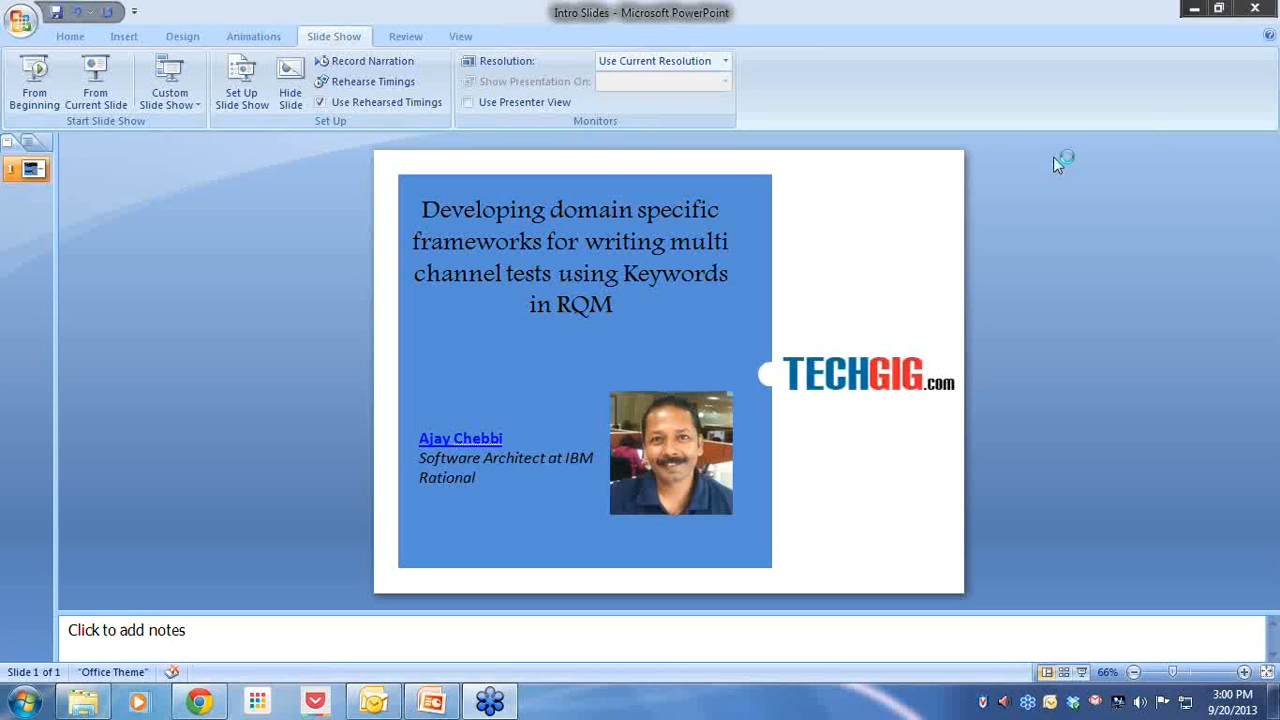 Intro Slides - Microsoft PowerPoint
Home Insert Design Animations Slide Show Review View
From Beginning
From Current Slide
Custom Slide Show
Start Slide Show
Set Up Slide Show
Hide Slide
Record Narration
Rehearse Timings
Use Rehearsed Timings
Set Up
Resolution: Use Current Resolution
Show Presentation On:
Use Presenter View
Monitors
1
Developing domain specific
frameworks for writing multi
channel tests using Keywords
in RQM
TECHGIG.com
Ajay Chebbi
Software Architect at IBM
Rational
Click to add notes
Slide 1 of 1 "Office Theme" 66%
3:00 PM
9/20/2013